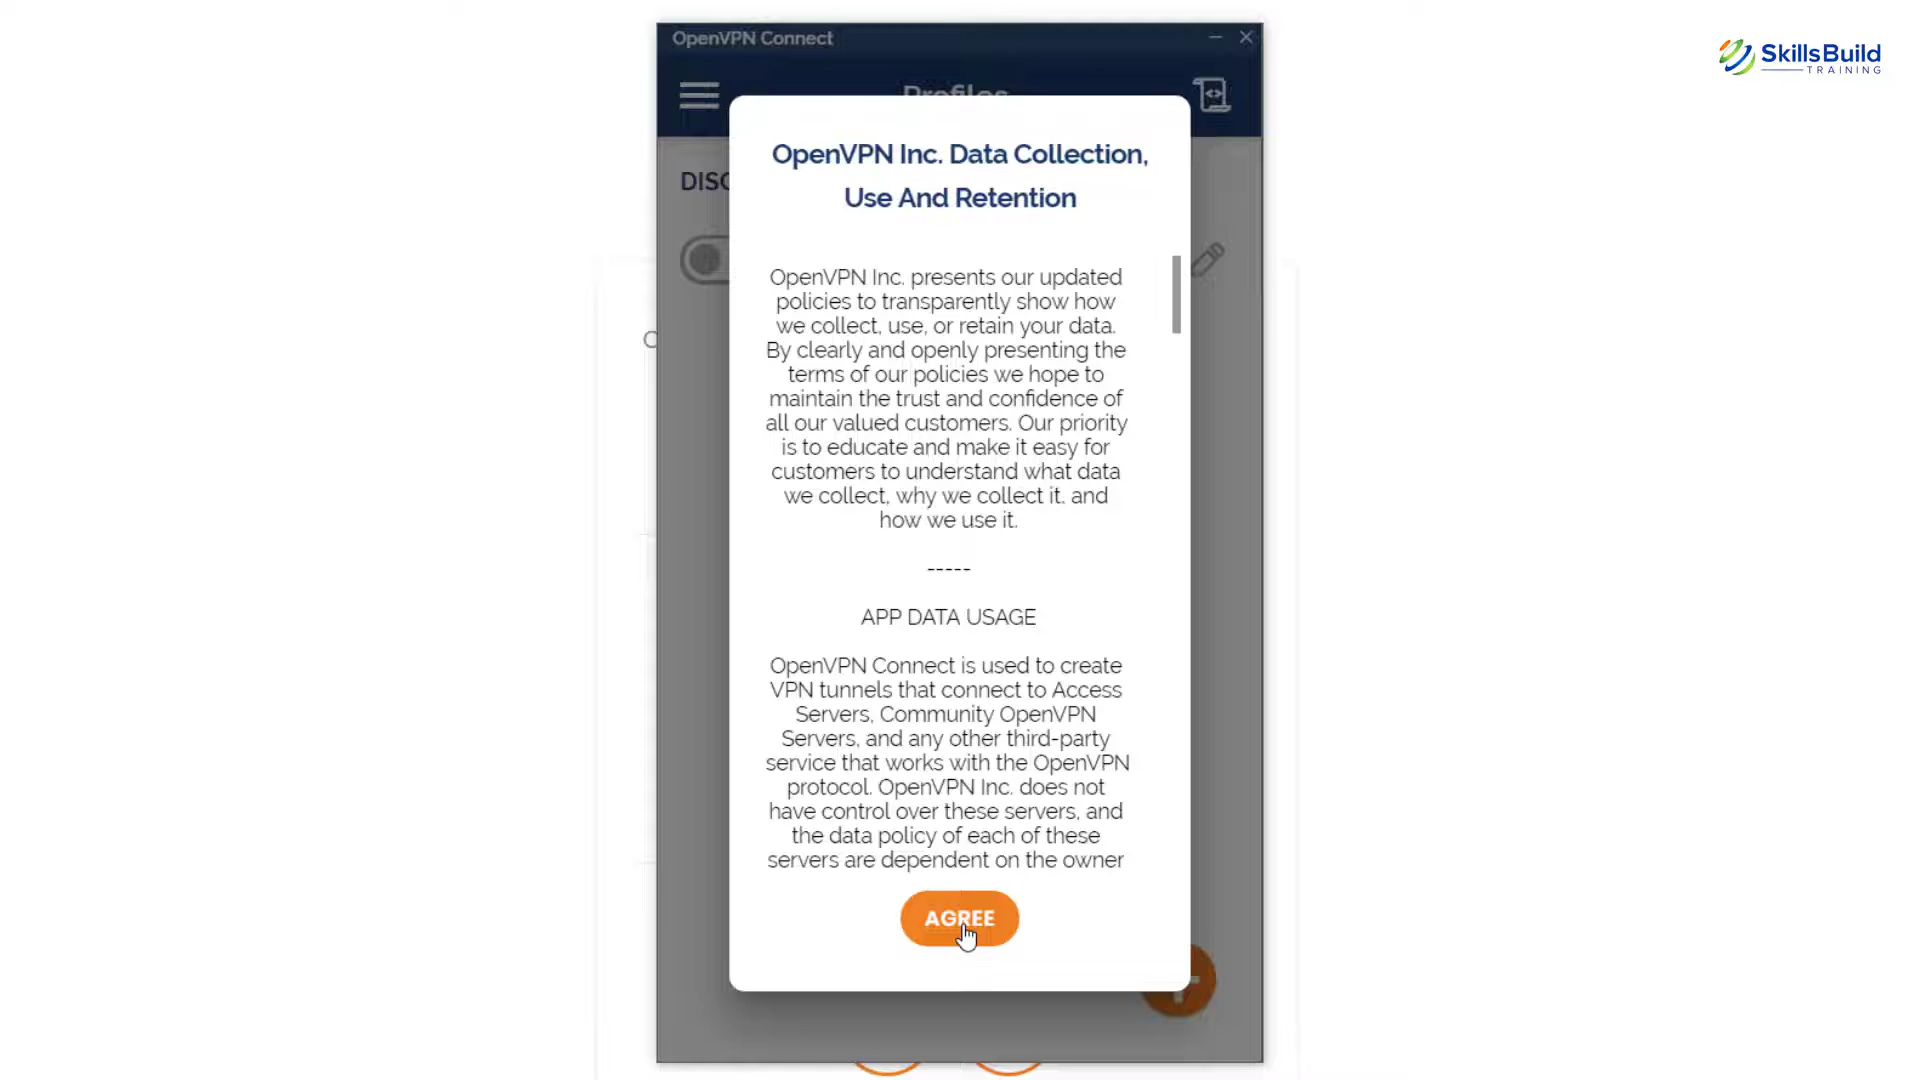 OpenVPN Connect
SkillsBuild
TRAINING
Profiles
OpenVPN Inc. Data Collection,
Use And Retention
DISC
OpenVPN Inc. presents our updated
policies to transparently show how
we collect, use, or retain your data.
By clearly and openly presenting the
terms of our policies we hope to
maintain the trust and confidence of
all our valued customers. Our priority
is to educate and make it easy for
customers to understand what data
we collect, why we collect it, and
how we use it.
-----
APP DATA USAGE
OpenVPN Connect is used to create
VPN tunnels that connect to Access
Servers, Community OpenVPN
Servers, and any other third-party
service that works with the OpenVPN
protocol. OpenVPN Inc. does not
have control over these servers, and
the data policy of each of these
servers are dependent on the owner
AGREE